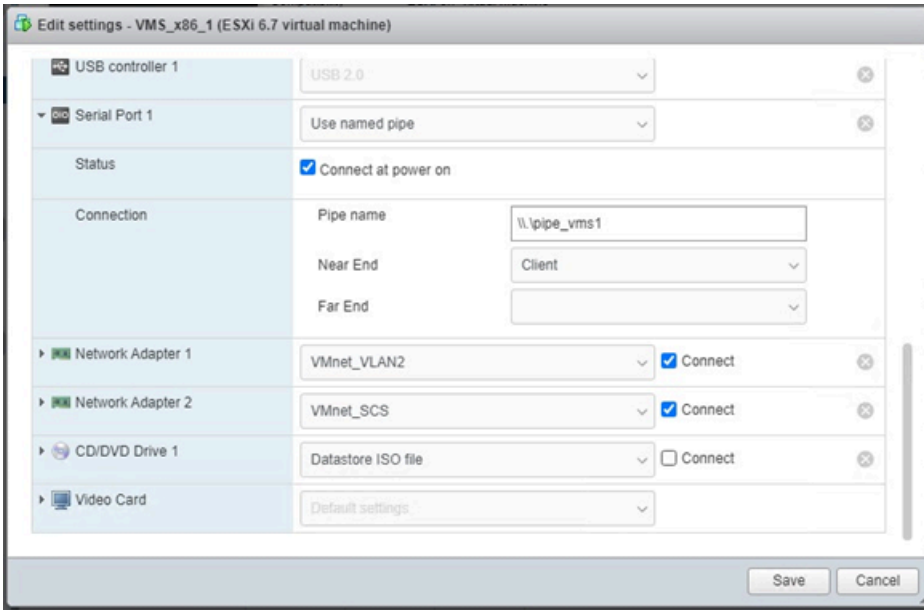 Edit settings - VMS_x86_1 (ESXi 6.7 virtual machine)
USB controller 1
USB 2.0
Serial Port 1
Use named pipe
Status
Connect at power on
Connection
Pipe name
\\.\pipe_vms1
Near End
Client
Far End
Network Adapter 1
VMnet_VLAN2
Connect
Network Adapter 2
VMnet_SCS
Connect
CD/DVD Drive 1
Datastore ISO file
Connect
Video Card
Default settings
Save
Cancel